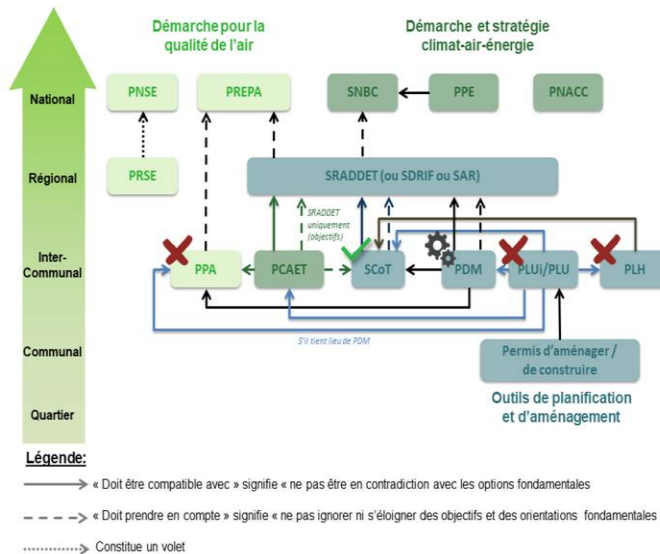 Démarche pour la
qualité de l'air
Démarche et stratégie
climat-air-énergie
National
PNSE
PREPA
SNBC
PPE
PNACC
Régional
PRSE
SRADDET (ou SDRIF ou SAR)
SRADDET
uniquement
(objectifs)
Inter-
Communal
PPA
PCAET
SCoT
PDM
PLUi/PLU
PLH
S'il tient lieu de PDM
Communal
Permis d'aménager /
de construire
Quartier
Outils de planification
et d'aménagement
Légende:
« Doit être compatible avec » signifie « ne pas être en contradiction avec les options fondamentales
« Doit prendre en compte » signifie « ne pas ignorer ni s'éloigner des objectifs et des orientations fondamentales
Constitue un volet